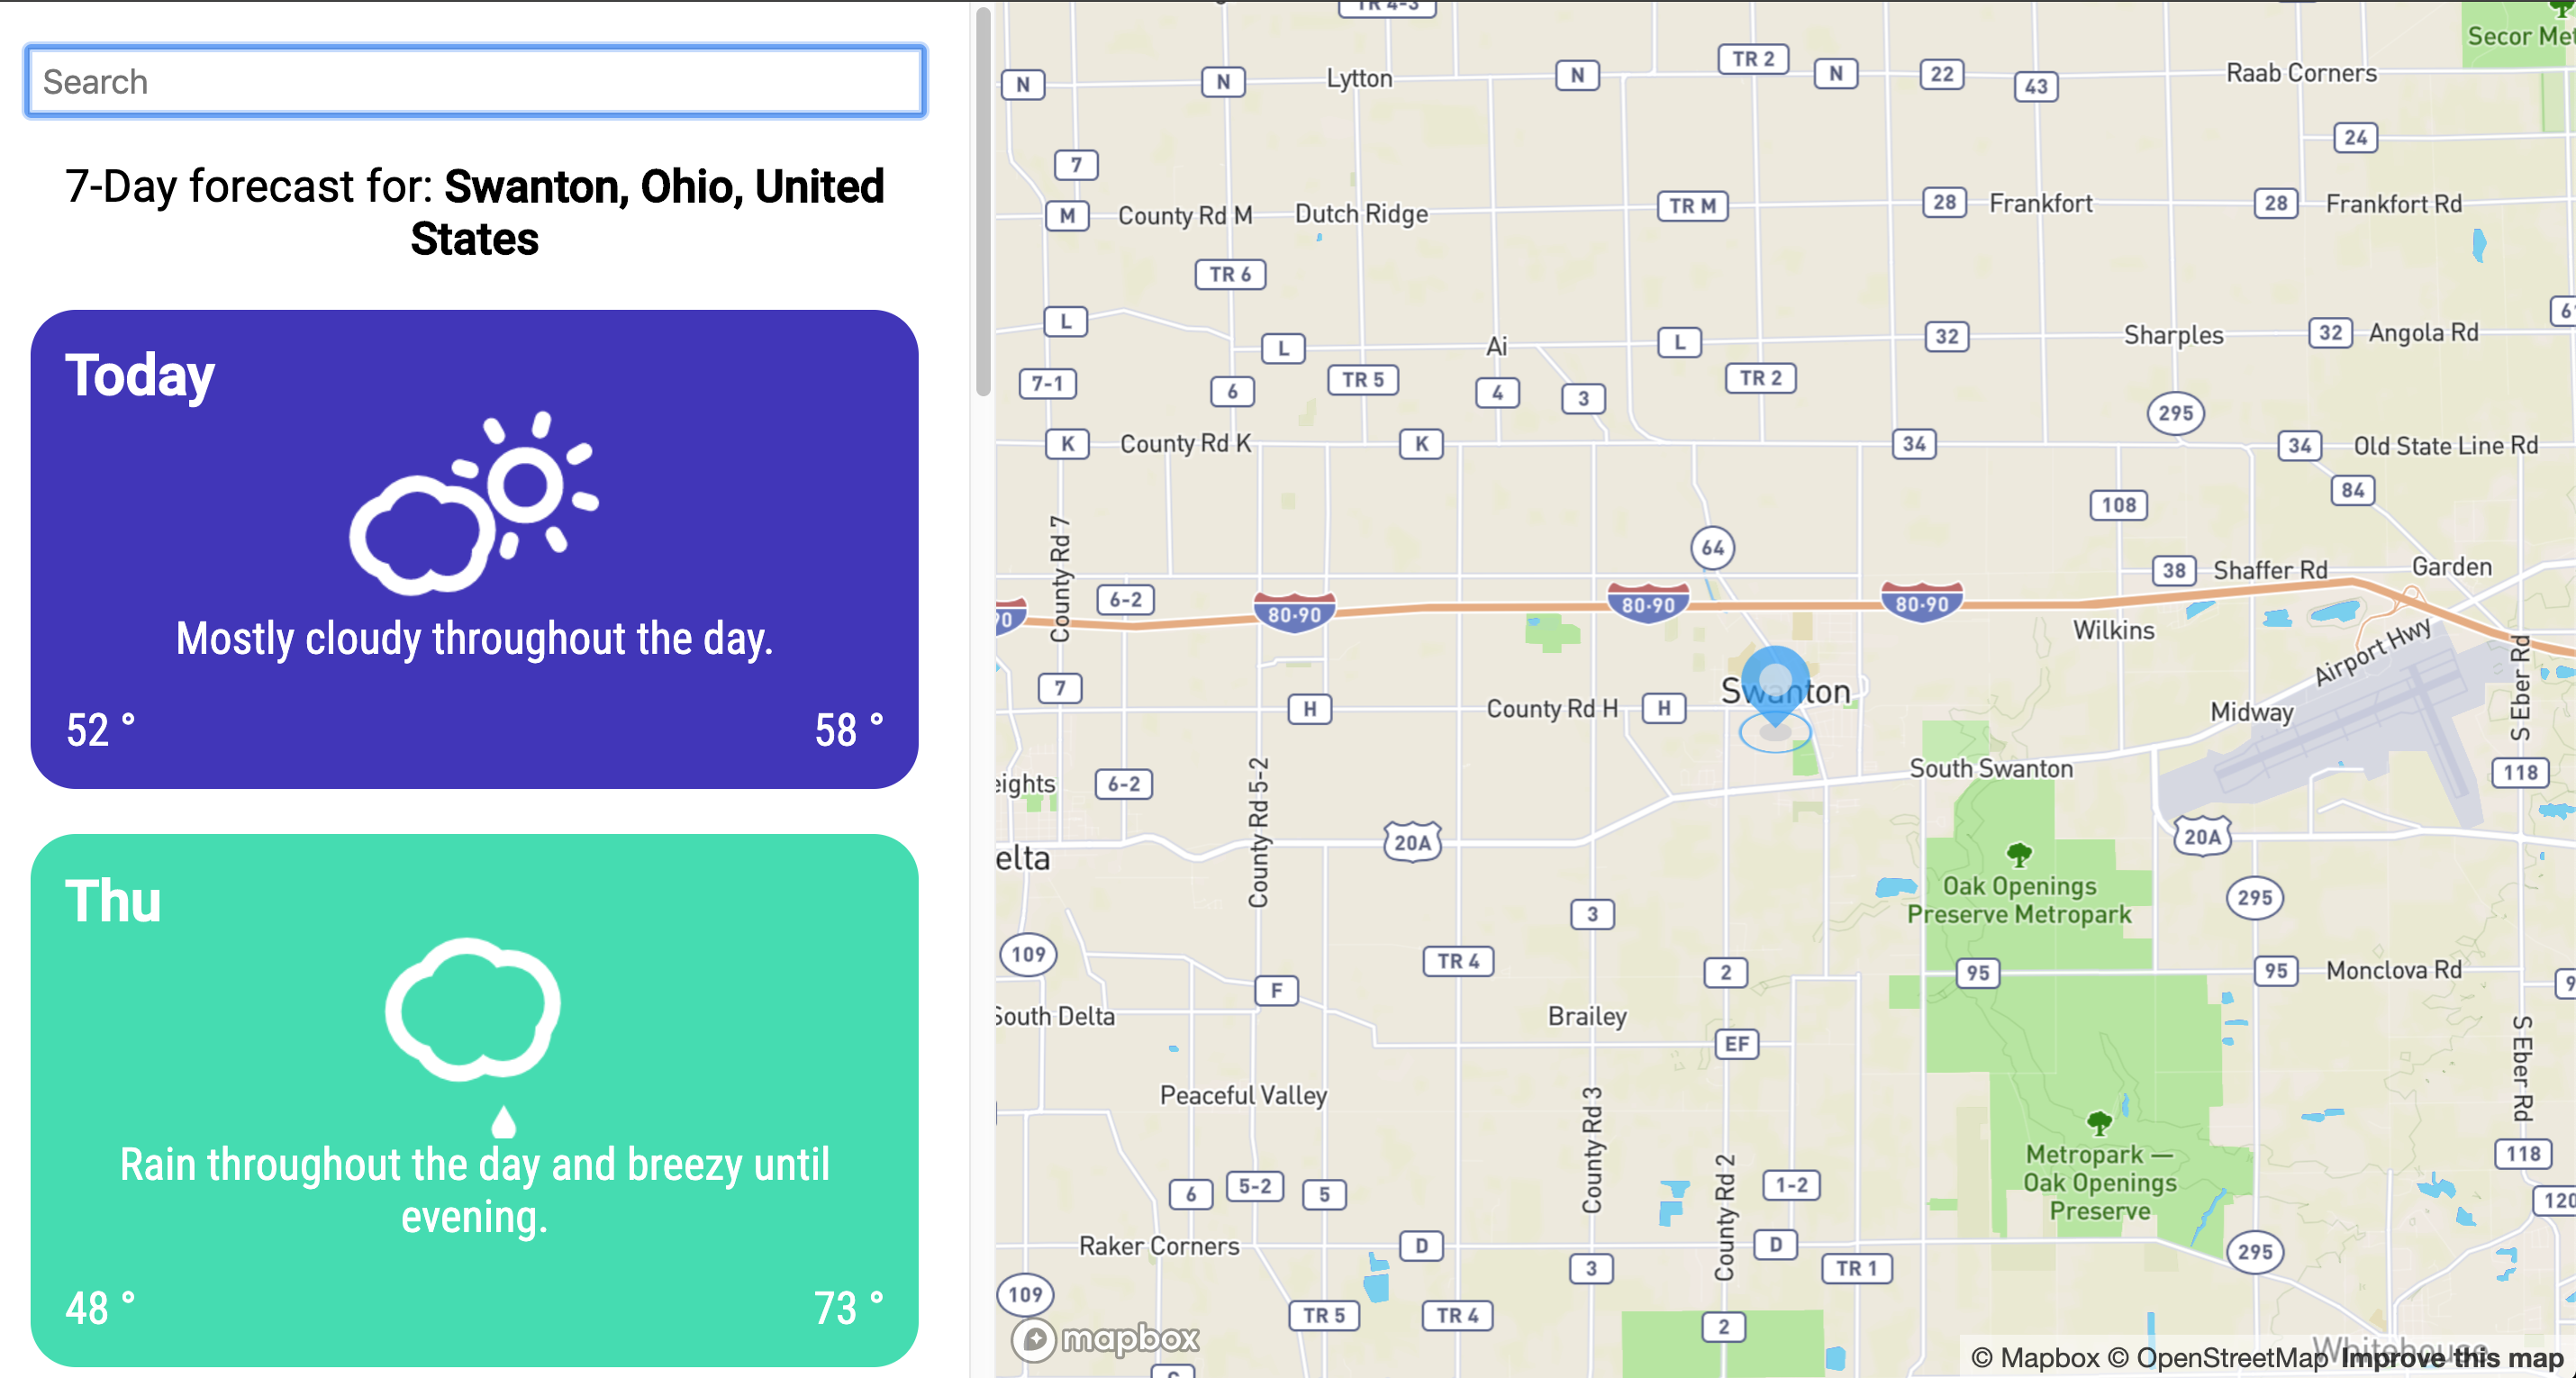 Search
7-Day forecast for: Swanton, Ohio, United
States
Today
Mostly cloudy throughout the day.
52 °
58 °
Thu
Rain throughout the day and breezy until
evening.
48 °
73 °
TR 4-3
Secor Met
N
N
Lytton
N
TR 2
N
22
43
Raab Corners
24
7
M
County Rd M
Dutch Ridge
TR M
28
Frankfort
28
Frankfort Rd
TR 6
L
L
Ai
L
32
Sharples
32
Angola Rd
6
7-1
6
TR 5
4
3
TR 2
295
K
County Rd K
K
34
34
Old State Line Rd
84
108
64
County Rd 7
6-2
80-90
80-90
80-90
38
Shaffer Rd
Garden
Wilkins
Airport Hwy
S Eber Rd
7
H
County Rd H
H
Swanton
Midway
eights
6-2
County Rd 5-2
South Swanton
118
elta
20A
20A
Oak Openings
Preserve Metropark
3
295
109
TR 4
2
95
95
Monclova Rd
9
F
South Delta
Brailey
EF
S Eber Rd
Peaceful Valley
County Rd 3
County Rd 2
Metropark —
Oak Openings
Preserve
118
6
5-2
5
1-2
120
Raker Corners
D
D
295
3
TR 1
109
TR 5
TR 4
2
mapbox
Whitehouse
© Mapbox © OpenStreetMap Improve this map